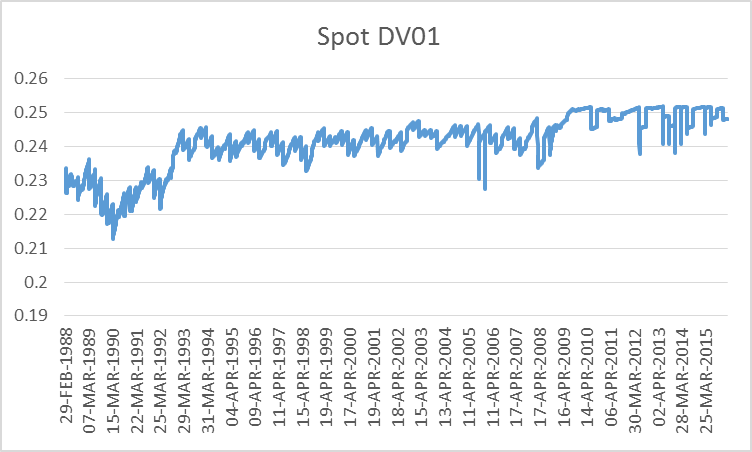 Spot DV01
0.26
0.25
0.24
0.23
0.22
0.21
0.2
0.19
29-FEB-1988
07-MAR-1989
15-MAR-1990
22-MAR-1991
25-MAR-1992
29-MAR-1993
31-MAR-1994
04-APR-1995
09-APR-1996
11-APR-1997
15-APR-1998
19-APR-1999
20-APR-2000
20-APR-2001
19-APR-2002
15-APR-2003
13-APR-2004
11-APR-2005
11-APR-2006
17-APR-2007
17-APR-2008
16-APR-2009
14-APR-2010
11-APR-2011
30-MAR-2012
02-APR-2013
28-MAR-2014
25-MAR-2015